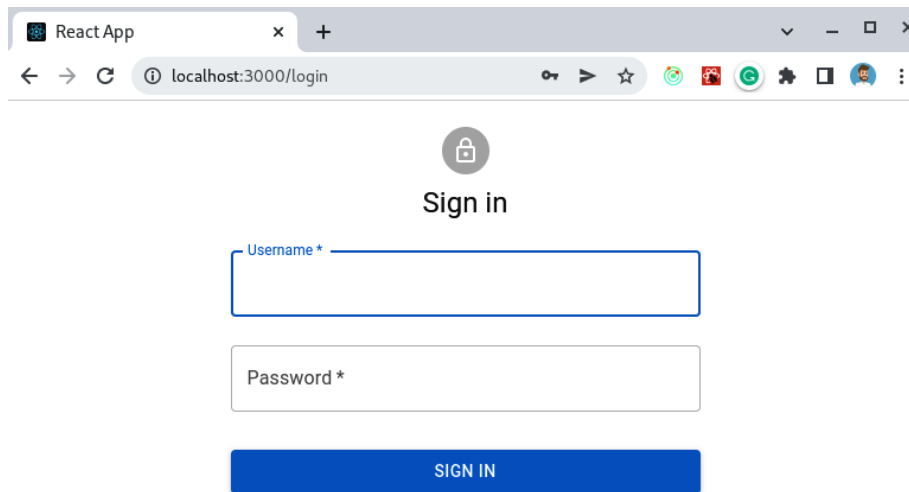 React App
localhost:3000/login
Sign in
Username *
Password *
SIGN IN